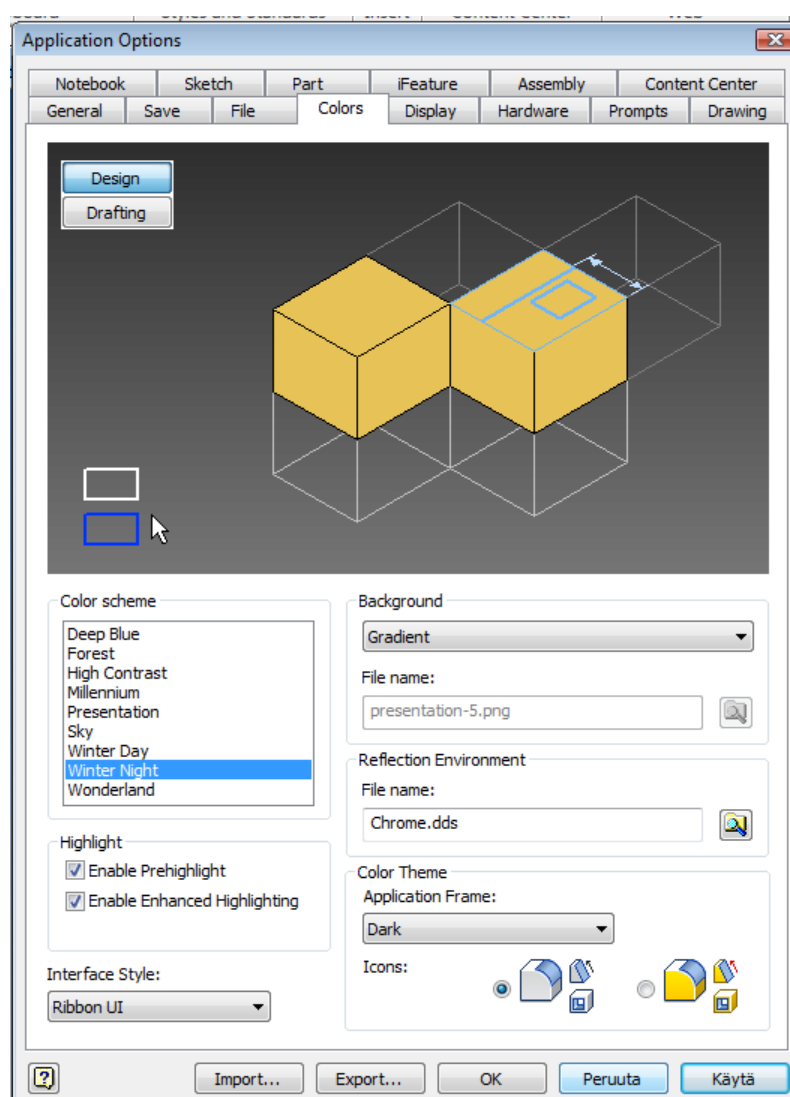 Application Options
Notebook Sketch Part iFeature Assembly Content Center
General Save File Colors Display Hardware Prompts Drawing
Design
Drafting
Color scheme
Deep Blue
Forest
High Contrast
Millennium
Presentation
Sky
Winter Day
Winter Night
Wonderland
Highlight
Enable Prehighlight
Enable Enhanced Highlighting
Interface Style:
Ribbon UI
Background
Gradient
File name:
presentation-5.png
Reflection Environment
File name:
Chrome.dds
Color Theme
Application Frame:
Dark
Icons:
Import... Export... OK Peruuta Käytä